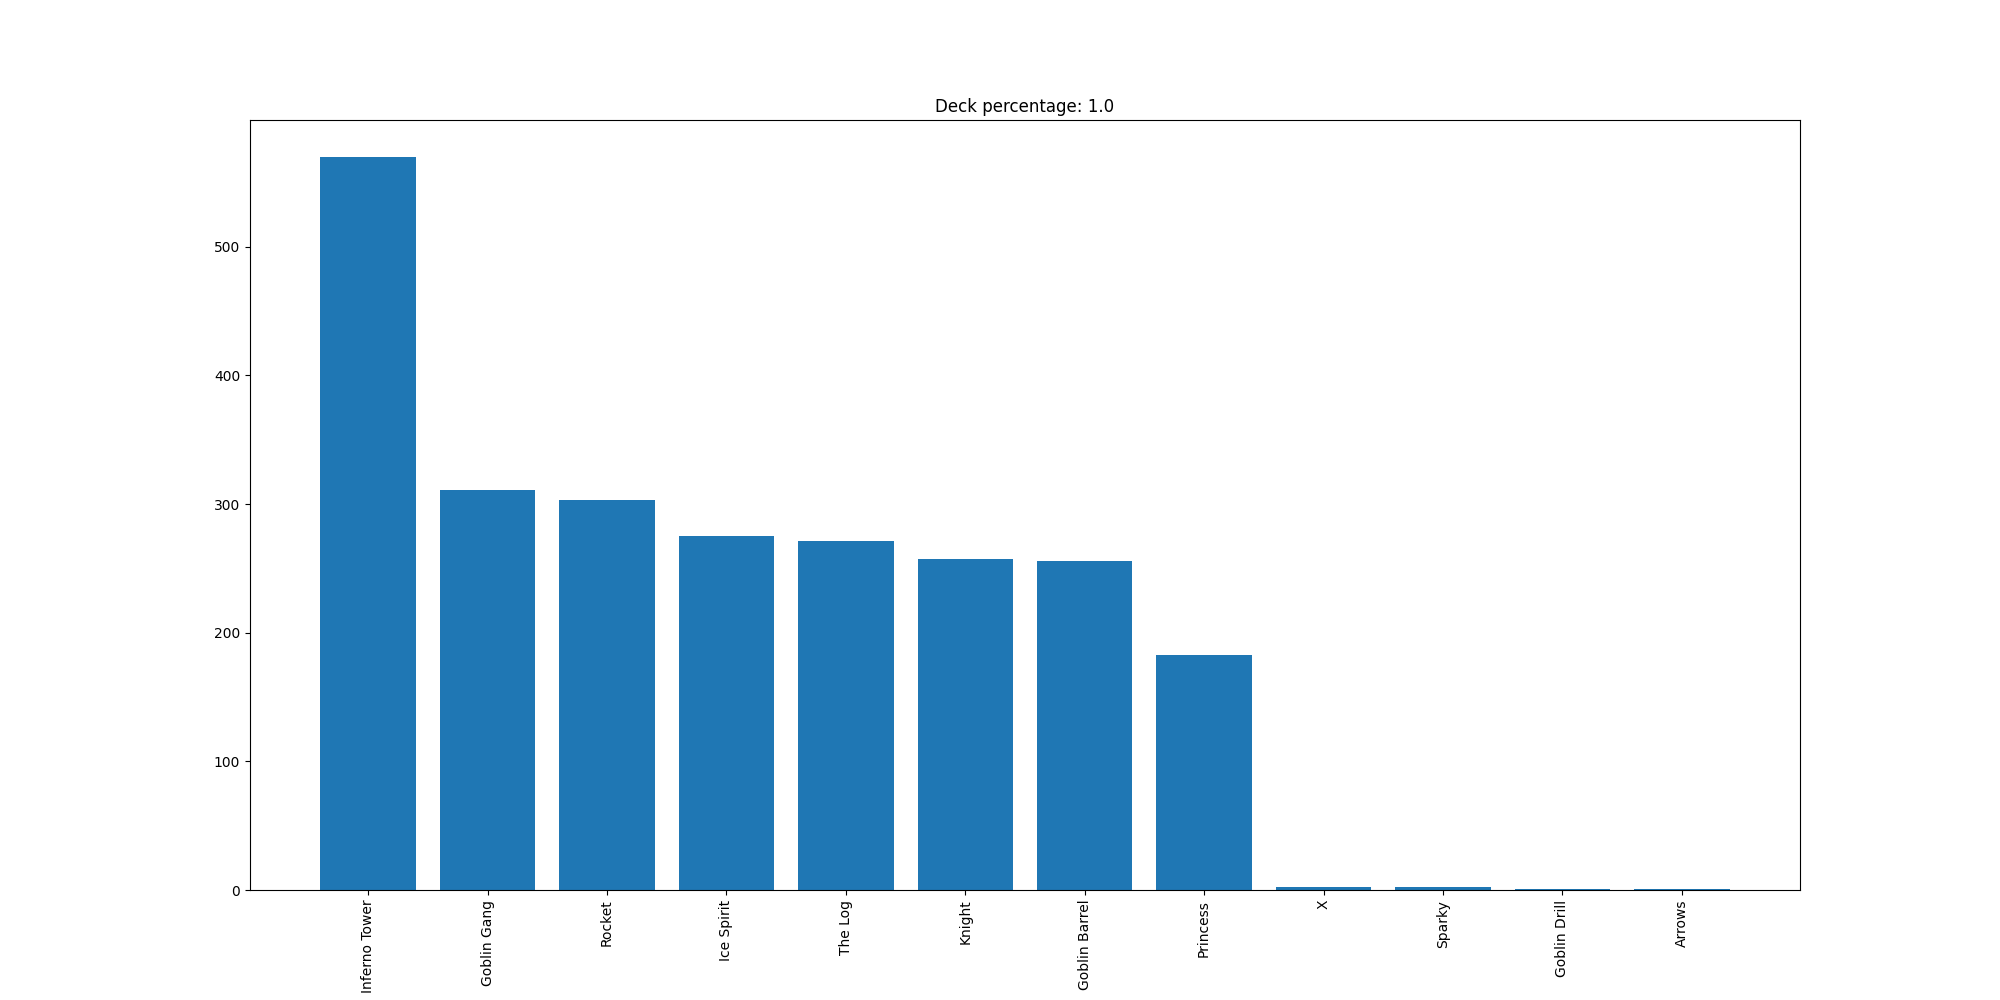 Deck percentage: 1.0
500
400
300
200
100
0
Inferno Tower
Goblin Gang
Rocket
Ice Spirit
The Log
Knight
Goblin Barrel
Princess
X
Sparky
Goblin Drill
Arrows